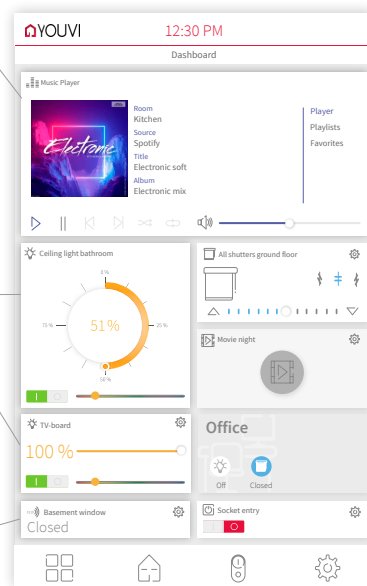 YOUVI
12:30 PM
Dashboard
Music Player
Room
Kitchen
Source
Spotify
Title
Electronic soft
Album
Electronic mix
Player
Playlists
Favorites
Electronic
Ceiling light bathroom
0 %
75 %
51 %
25 %
50 %
All shutters ground floor
Movie night
TV-board
100 %
Office
Off
Closed
Basement window
Closed
Socket entry